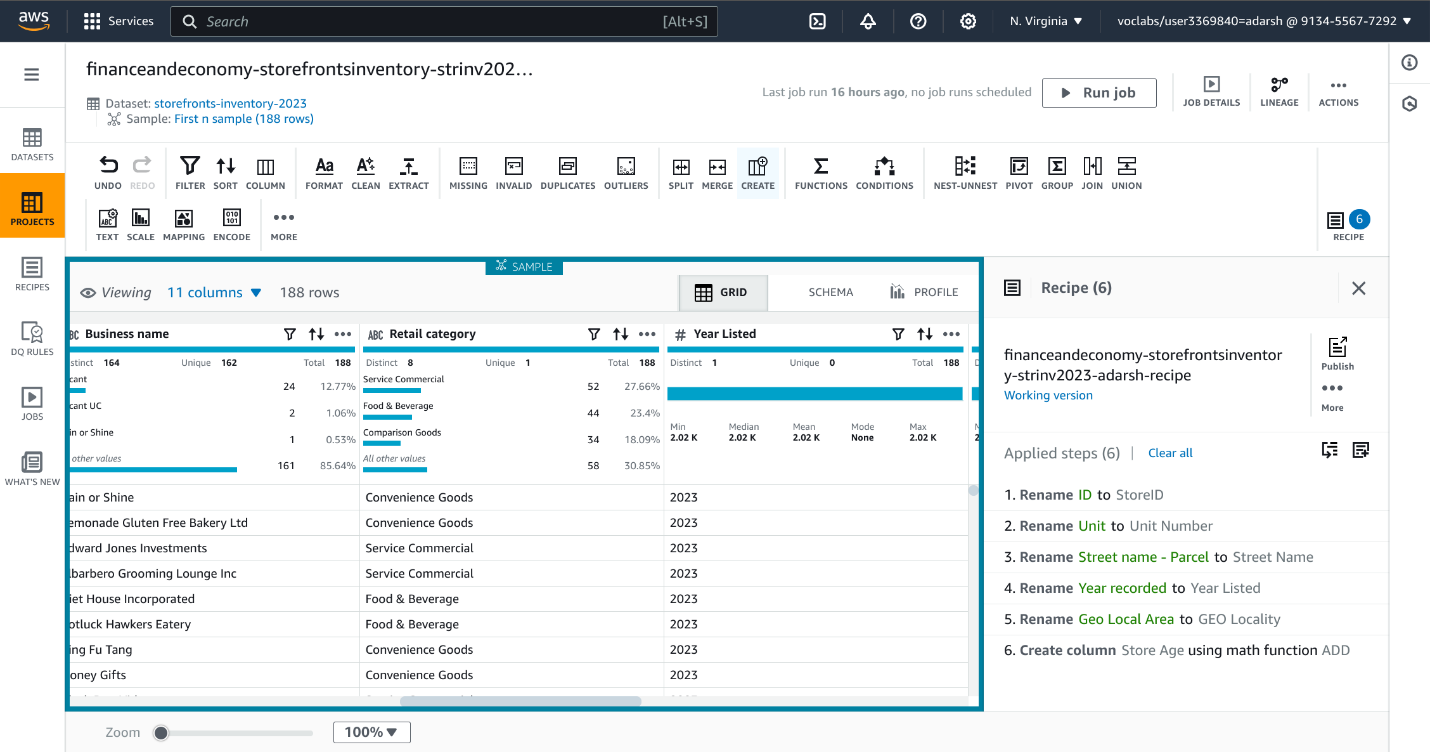 aws Services Search [Alt+S] N. Virginia voclabs/user3369840=adarsh @ 9134-5567-7292
financeandeconomy-storefrontsinventory-strinv202...
Dataset: storefronts-inventory-2023
Sample: First n sample (188 rows)
Last job run 16 hours ago, no job runs scheduled
Run job
JOB DETAILS LINEAGE ACTIONS
DATASETS
PROJECTS
RECIPES
DQ RULES
JOBS
WHAT'S NEW
UNDO REDO FILTER SORT COLUMN FORMAT CLEAN EXTRACT MISSING INVALID DUPLICATES OUTLIERS SPLIT MERGE CREATE FUNCTIONS CONDITIONS NEST-UNNEST PIVOT GROUP JOIN UNION
TEXT SCALE MAPPING ENCODE MORE
6
RECIPE
SAMPLE
Viewing 11 columns 188 rows GRID SCHEMA PROFILE
BC Business name ABC Retail category # Year Listed
stinct 164 Unique 162 Total 188 Distinct 8 Unique 1 Total 188 Distinct 1 Unique 0 Total 188
cant 24 12.77% Service Commercial 52 27.66%
cant UC 2 1.06% Food & Beverage 44 23.4%
in or Shine 1 0.53% Comparison Goods 34 18.09%
other values 161 85.64% All other values 58 30.85%
Min Median Mean Mode Max
2.02 K 2.02 K 2.02 K None 2.02 K
ain or Shine Convenience Goods 2023
emonade Gluten Free Bakery Ltd Convenience Goods 2023
dward Jones Investments Service Commercial 2023
lbarbero Grooming Lounge Inc Service Commercial 2023
iet House Incorporated Food & Beverage 2023
otluck Hawkers Eatery Food & Beverage 2023
ing Fu Tang Convenience Goods 2023
oney Gifts Convenience Goods 2023
Zoom 100%
Recipe (6)
financeandeconomy-storefrontsinventor
y-strinv2023-adarsh-recipe
Working version
Publish
More
Applied steps (6) | Clear all
1. Rename ID to StoreID
2. Rename Unit to Unit Number
3. Rename Street name - Parcel to Street Name
4. Rename Year recorded to Year Listed
5. Rename Geo Local Area to GEO Locality
6. Create column Store Age using math function ADD